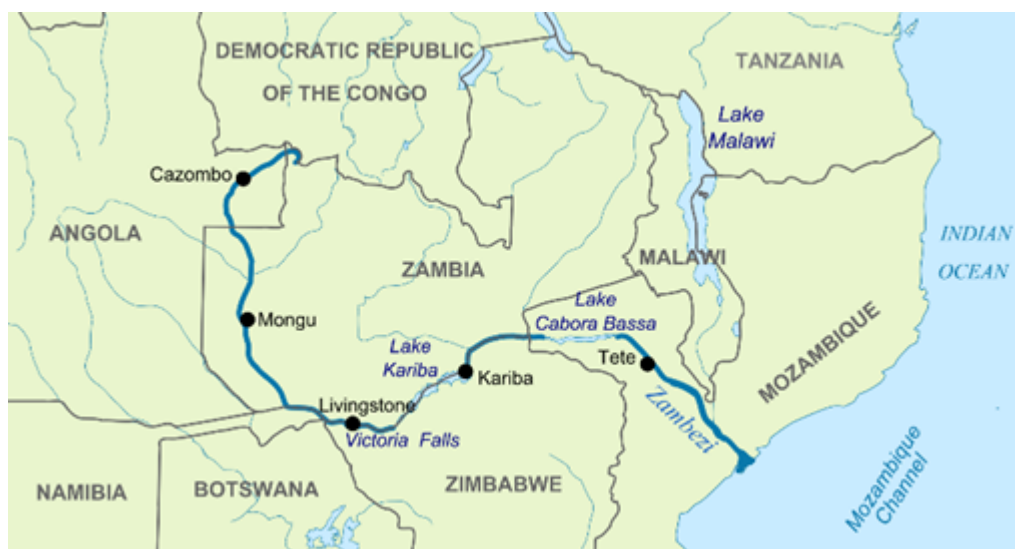 DEMOCRATIC REPUBLIC
OF THE CONGO
TANZANIA
Lake
Malawi
Cazombo
ANGOLA
INDIAN
OCEAN
ZAMBIA
MALAWI
Lake
Cabora Bassa
Mongu
Lake
Kariba
Kariba
Tete
MOZAMBIQUE
Zambezi
Livingstone
Victoria Falls
NAMIBIA
BOTSWANA
ZIMBABWE
Mozambique
Channel